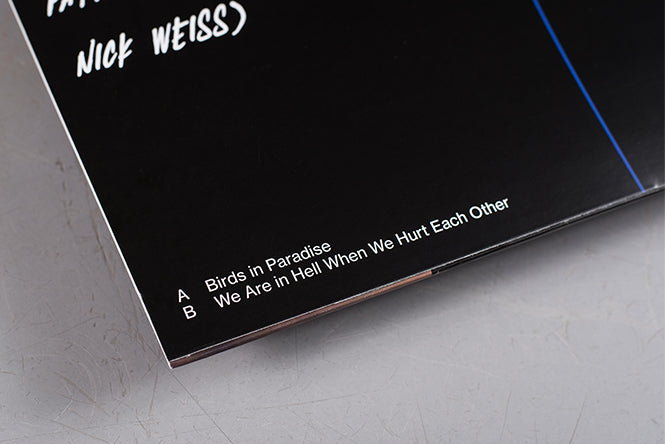 NICK WEISS)
A Birds in Paradise
B We Are in Hell When We Hurt Each Other